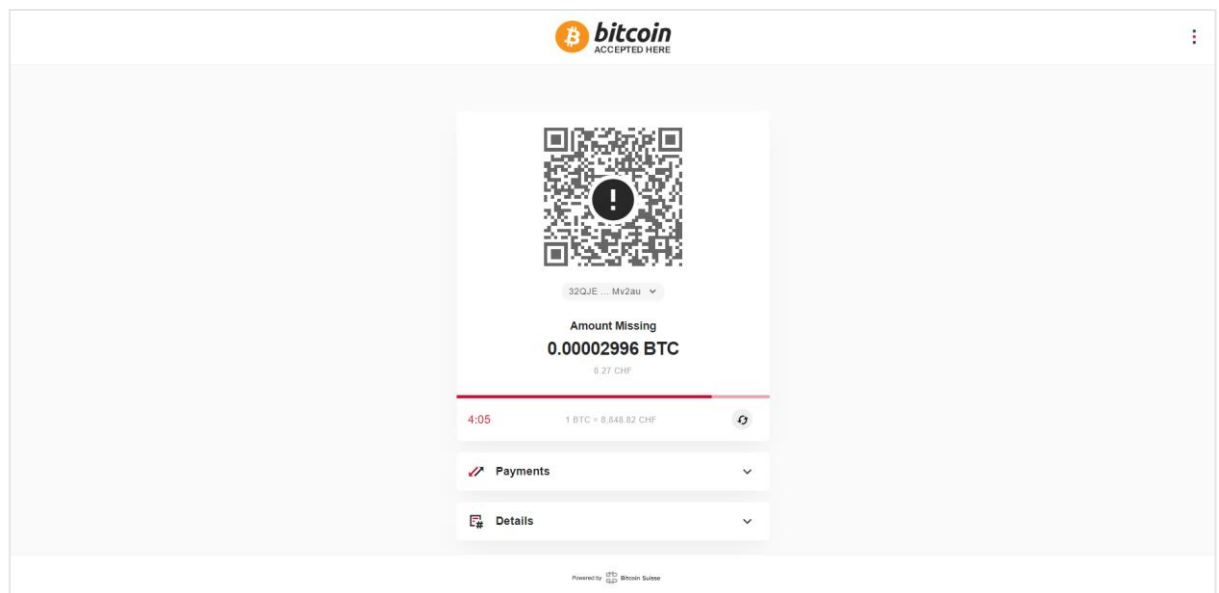 bitcoin
ACCEPTED HERE
32QJE ... Mv2au
Amount Missing
0.00002996 BTC
0.27 CHF
4:05
1 BTC = 8,848.82 CHF
Payments
Details
Powered by Bitcoin Suisse